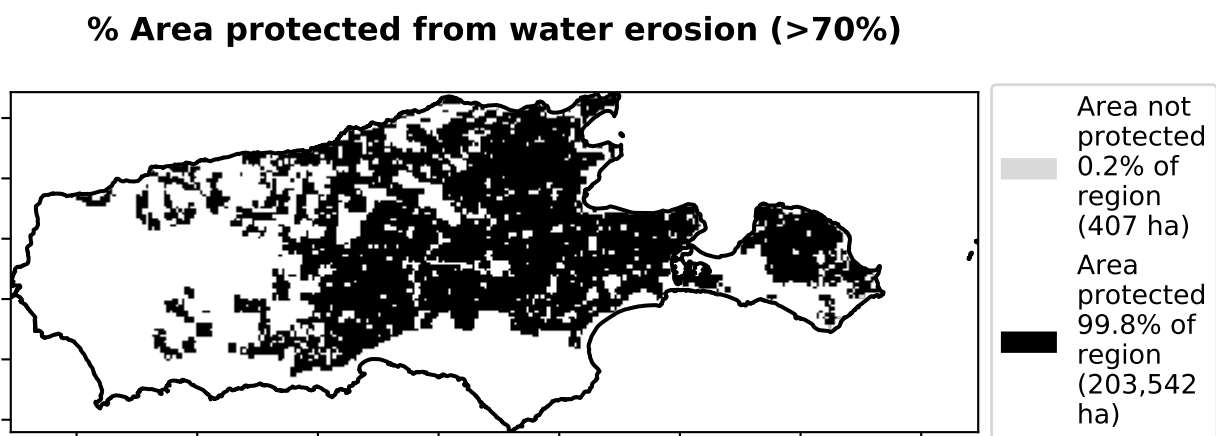 % Area protected from water erosion (>70%)
Area not
protected
0.2% of
region
(407 ha)
Area
protected
99.8% of
region
(203,542
ha)